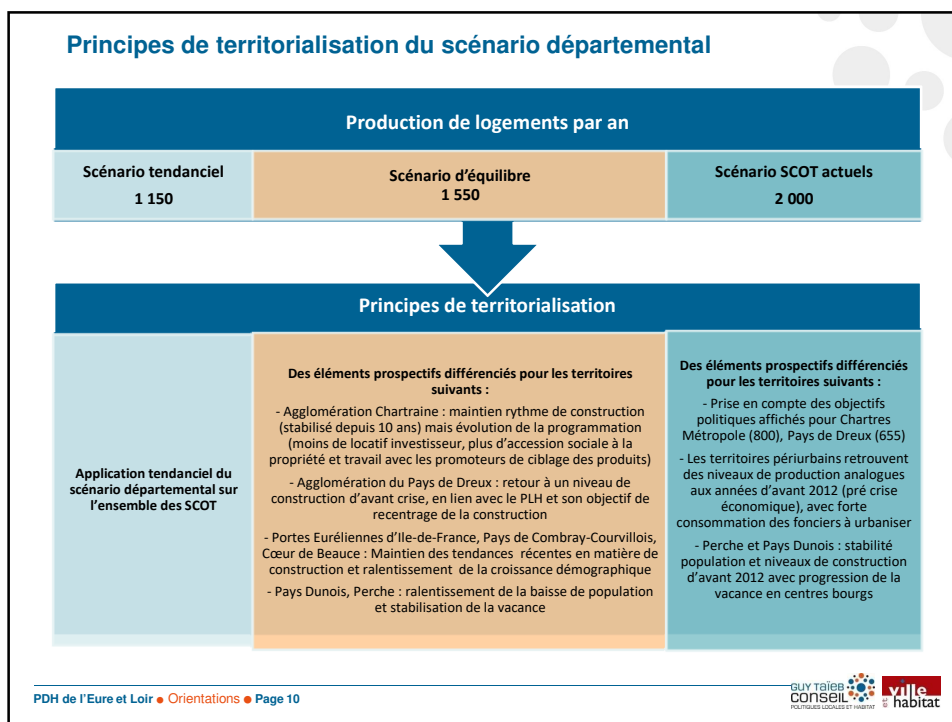 Principes de territorialisation du scénario départemental
Production de logements par an
Scénario tendanciel
1 150
Scénario d'équilibre
1 550
Scénario SCOT actuels
2 000
Principes de territorialisation
Application tendanciel du
scénario départemental sur
l'ensemble des SCOT
Des éléments prospectifs différenciés pour les territoires
suivants :
- Agglomération Chartraine : maintien rythme de construction
(stabilisé depuis 10 ans) mais évolution de la programmation
(moins de locatif investisseur, plus d'accession sociale à la
propriété et travail avec les promoteurs de ciblage des produits)
- Agglomération du Pays de Dreux : retour à un niveau de
construction d'avant crise, en lien avec le PLH et son objectif de
recentrage de la construction
- Portes Euréliennes d'Ile-de-France, Pays de Combray-Courvillois,
Cœur de Beauce : Maintien des tendances récentes en matière de
construction et ralentissement de la croissance démographique
- Pays Dunois, Perche : ralentissement de la baisse de population
et stabilisation de la vacance
Des éléments prospectifs différenciés
pour les territoires suivants :
- Prise en compte des objectifs
politiques affichés pour Chartres
Métropole (800), Pays de Dreux (655)
- Les territoires périurbains retrouvent
des niveaux de production analogues
aux années d'avant 2012 (pré crise
économique), avec forte
consommation des fonciers à urbaniser
- Perche et Pays Dunois : stabilité
population et niveaux de construction
d'avant 2012 avec progression de la
vacance en centres bourgs
PDH de l'Eure et Loir ● Orientations ● Page 10
GUY TAÏEB
CONSEIL
POLITIQUES LOCALES ET HABITAT
ville
et habitat